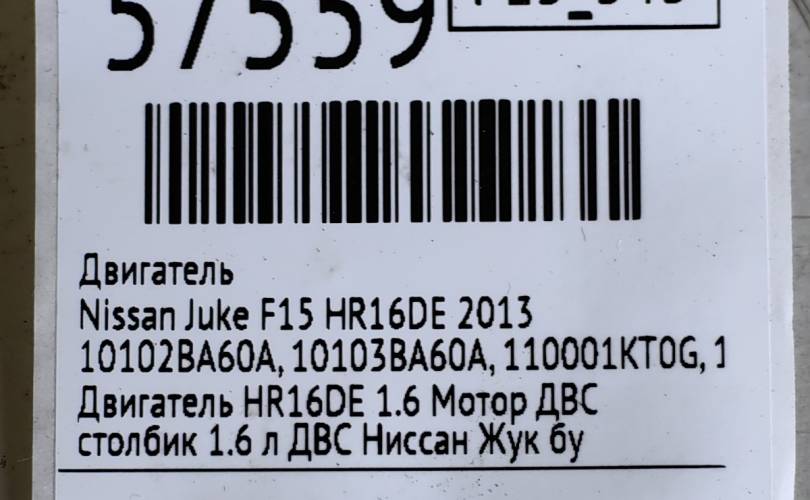 57559
Двигатель
Nissan Juke F15 HR16DE 2013
10102BA60A, 10103BA60A, 110001KT0G, 1
Двигатель HR16DE 1.6 Мотор ДВС
столбик 1.6 л ДВС Ниссан Жук бу